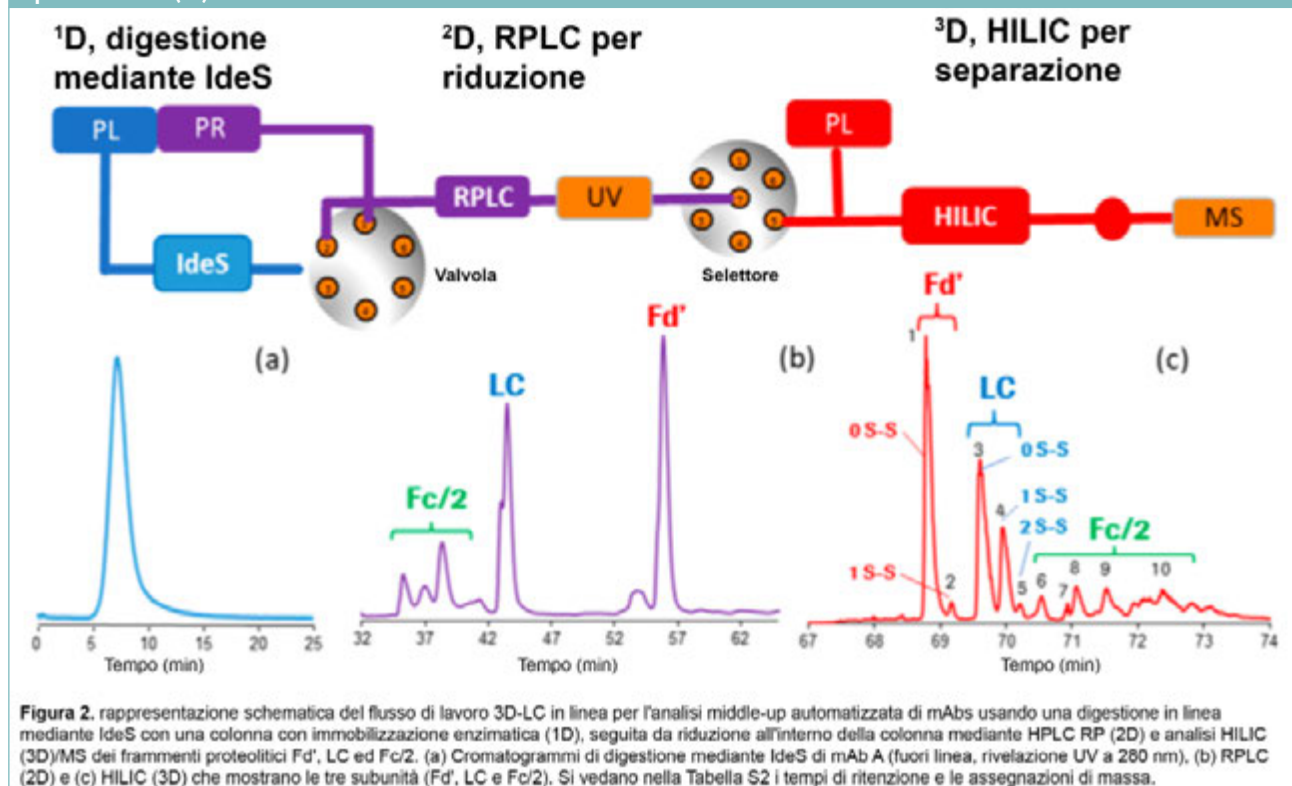 ¹D, digestione
mediante IdeS
²D, RPLC per
riduzione
³D, HILIC per
separazione
PL
PR
IdeS
Valvola
RPLC
UV
Selettore
PL
HILIC
MS
(a)
0 5 10 15 20 25
Tempo (min)
(b)
Fc/2
LC
Fd'
32 37 42 47 52 57 62
Tempo (min)
(c)
Fd'
1
0 S-S
1 S-S
2
LC
3
0 S-S
4
1 S-S
2 S-S
5
Fc/2
6
7
8
9
10
67 68 69 70 71 72 73 74
Tempo (min)
Figura 2. rappresentazione schematica del flusso di lavoro 3D-LC in linea per l'analisi middle-up automatizzata di mAbs usando una digestione in linea
mediante IdeS con una colonna con immobilizzazione enzimatica (1D), seguita da riduzione all'interno della colonna mediante HPLC RP (2D) e analisi HILIC
(3D)/MS dei frammenti proteolitici Fd', LC ed Fc/2. (a) Cromatogrammi di digestione mediante IdeS di mAb A (fuori linea, rivelazione UV a 280 nm), (b) RPLC
(2D) e (c) HILIC (3D) che mostrano le tre subunità (Fd', LC e Fc/2). Si vedano nella Tabella S2 i tempi di ritenzione e le assegnazioni di massa.